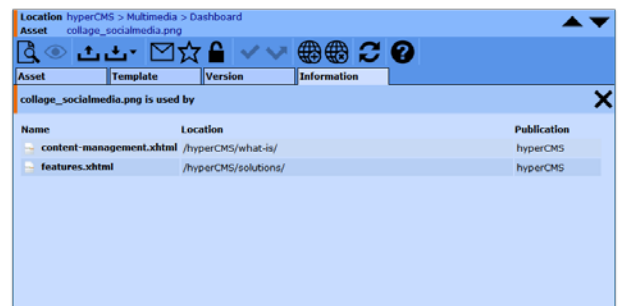 Location hyperCMS > Multimedia > Dashboard
Asset collage_socialmedia.png
Asset Template Version Information
collage_socialmedia.png is used by
Name Location Publication
content-management.xhtml /hyperCMS/what-is/ hyperCMS
features.xhtml /hyperCMS/solutions/ hyperCMS